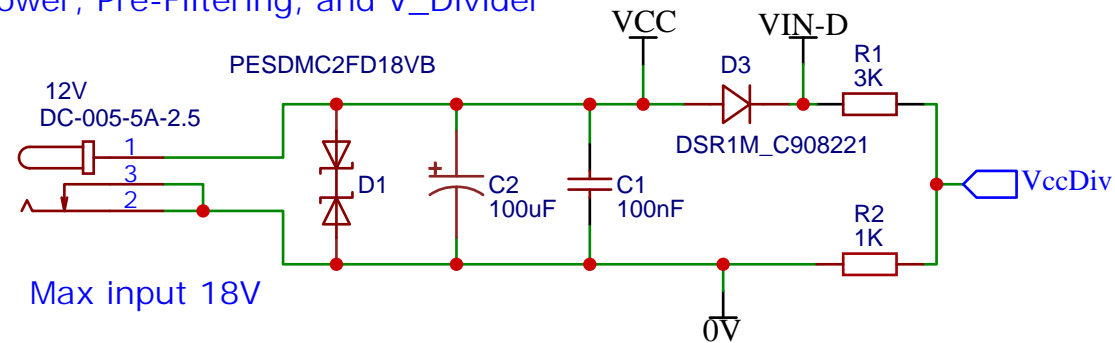 Pre-Filtering, and V_Divider
VCC
VIN-D
PESDMC2FD18VB
D3
R1
3K
12V
DC-005-5A-2.5
DSR1M_C908221
1
3
2
D1
C2
100uF
C1
100nF
VccDiv
R2
1K
Max input 18V
0V